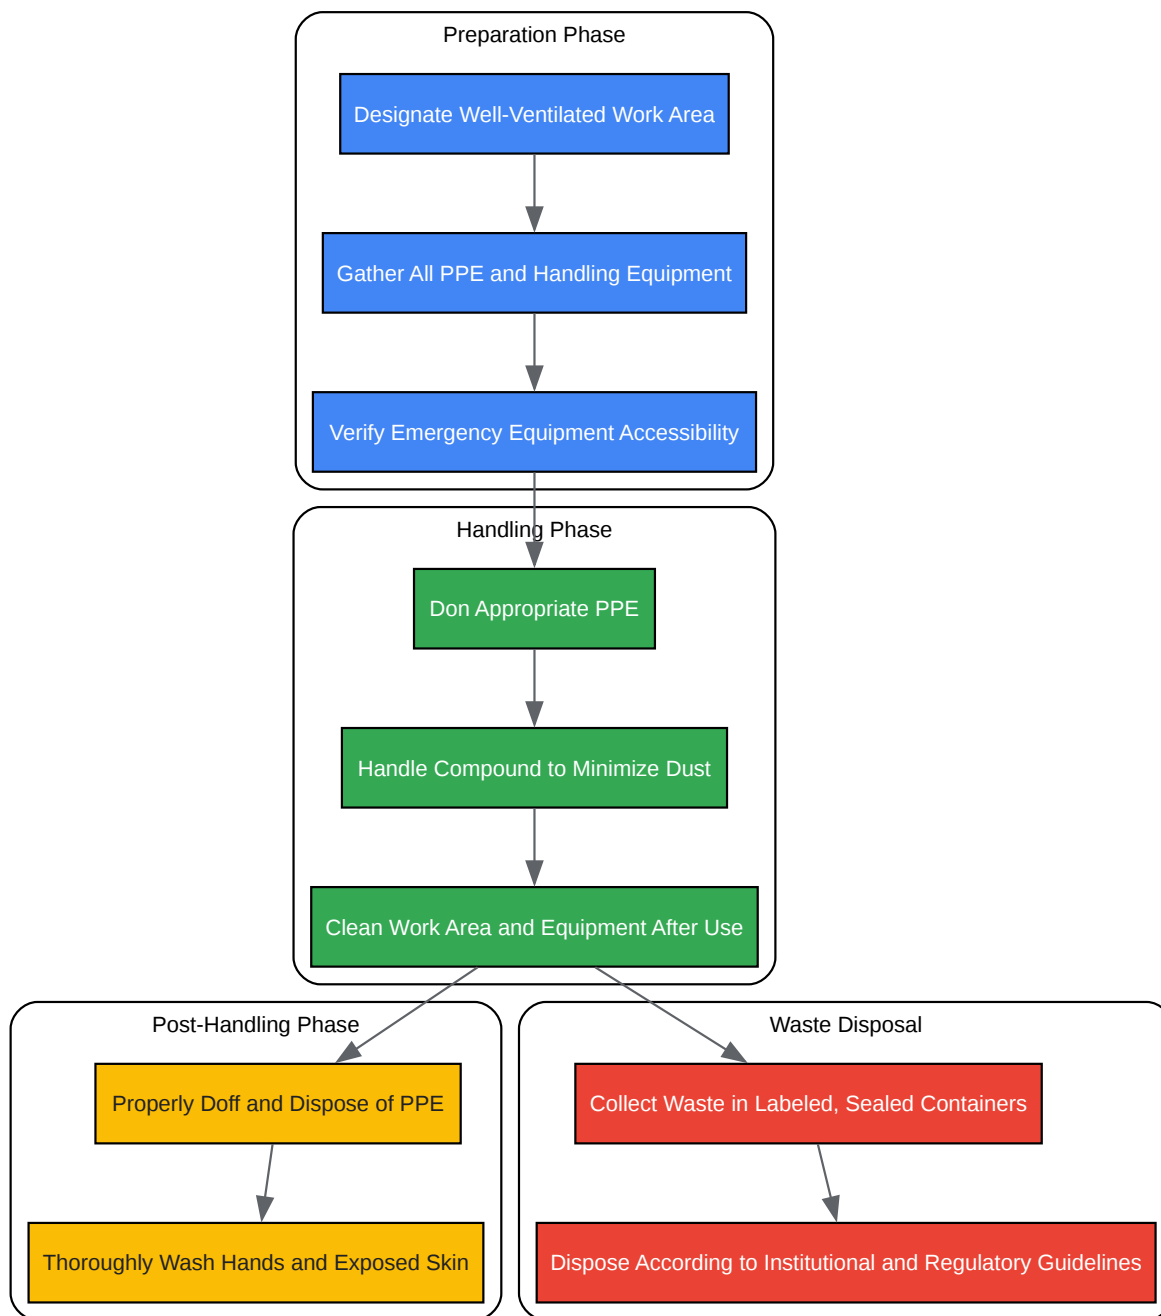 Preparation Phase
Designate Well-Ventilated Work Area
Gather All PPE and Handling Equipment
Verify Emergency Equipment Accessibility
Handling Phase
Don Appropriate PPE
Handle Compound to Minimize Dust
Clean Work Area and Equipment After Use
Post-Handling Phase
Properly Doff and Dispose of PPE
Thoroughly Wash Hands and Exposed Skin
Waste Disposal
Collect Waste in Labeled, Sealed Containers
Dispose According to Institutional and Regulatory Guidelines